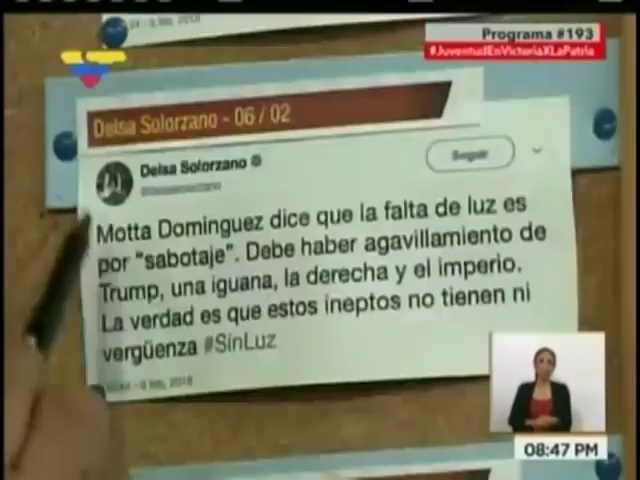 Programa #193
#JuventudEnVictoriaXLaPatria
Delsa Solorzano - 06 / 02
Delsa Solorzano
Seguir
Motta Dominguez dice que la falta de luz es
por "sabotaje". Debe haber agavillamiento de
Trump, una iguana, la derecha y el imperio.
La verdad es que estos ineptos no tienen ni
vergüenza #SinLuz
08:47 PM